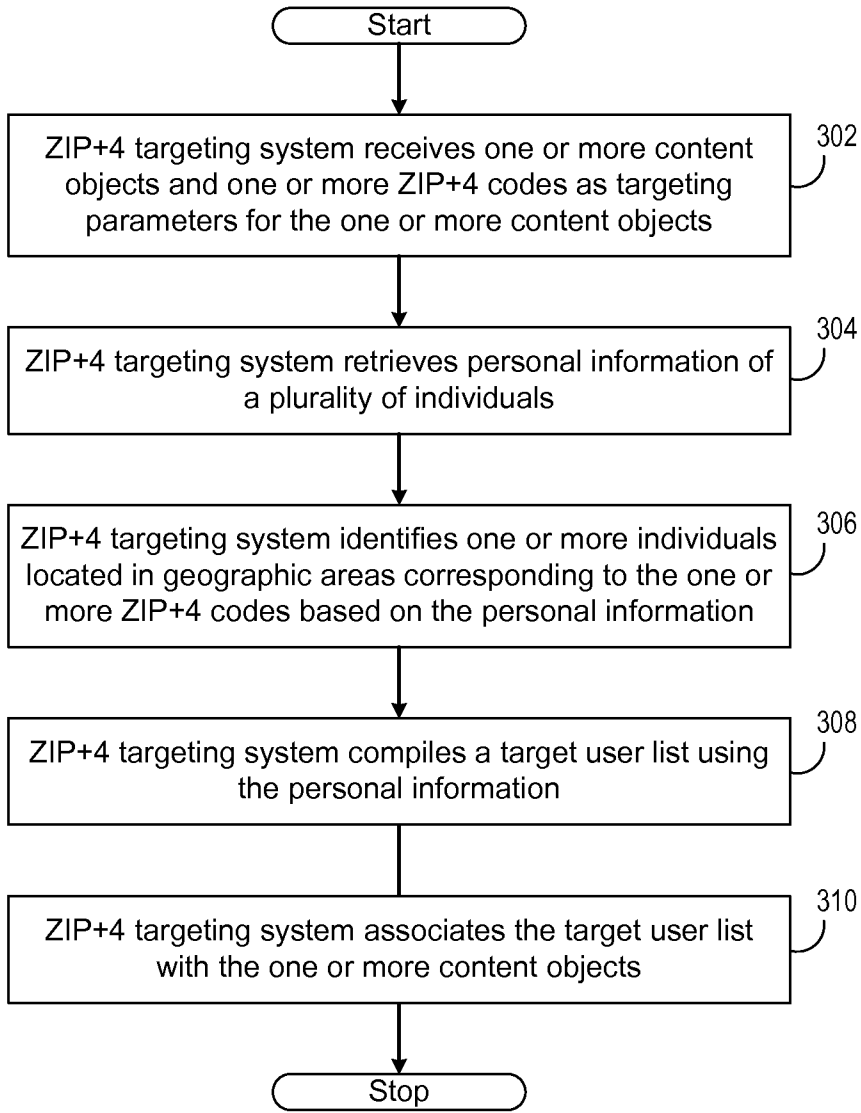 Start
ZIP+4 targeting system receives one or more content
objects and one or more ZIP+4 codes as targeting
parameters for the one or more content objects
302
ZIP+4 targeting system retrieves personal information of
a plurality of individuals
304
ZIP+4 targeting system identifies one or more individuals
located in geographic areas corresponding to the one or
more ZIP+4 codes based on the personal information
306
ZIP+4 targeting system compiles a target user list using
the personal information
308
ZIP+4 targeting system associates the target user list
with the one or more content objects
310
Stop